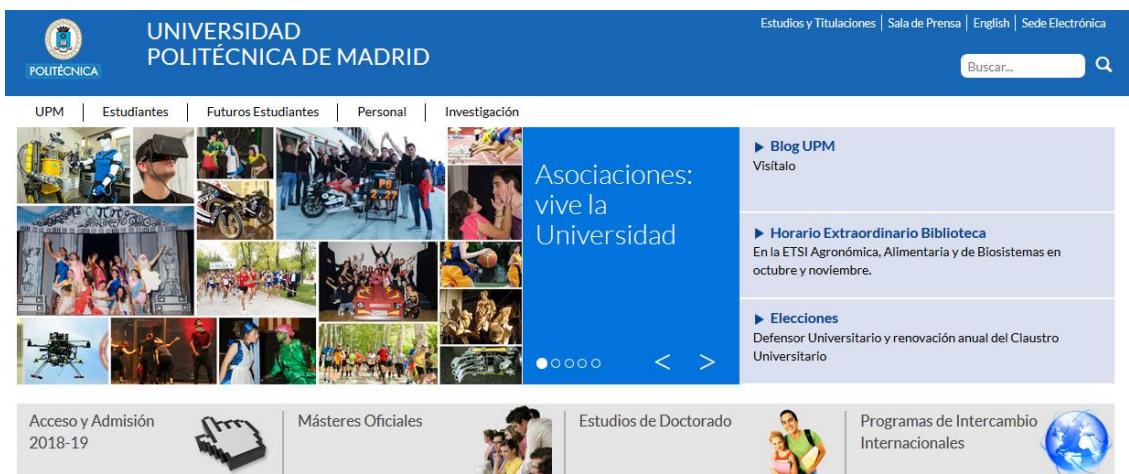 Estudios y Titulaciones | Sala de Prensa | English | Sede Electrónica
UNIVERSIDAD
POLITÉCNICA DE MADRID
POLITÉCNICA
Buscar...
UPM | Estudiantes | Futuros Estudiantes | Personal | Investigación
Asociaciones:
vive la
Universidad
Blog UPM
Visítalo
Horario Extraordinario Biblioteca
En la ETSI Agronómica, Alimentaria y de Biosistemas en
octubre y noviembre.
Elecciones
Defensor Universitario y renovación anual del Claustro
Universitario
P6
2.27
Acceso y Admisión
2018-19
Másteres Oficiales
Estudios de Doctorado
Programas de Intercambio
Internacionales